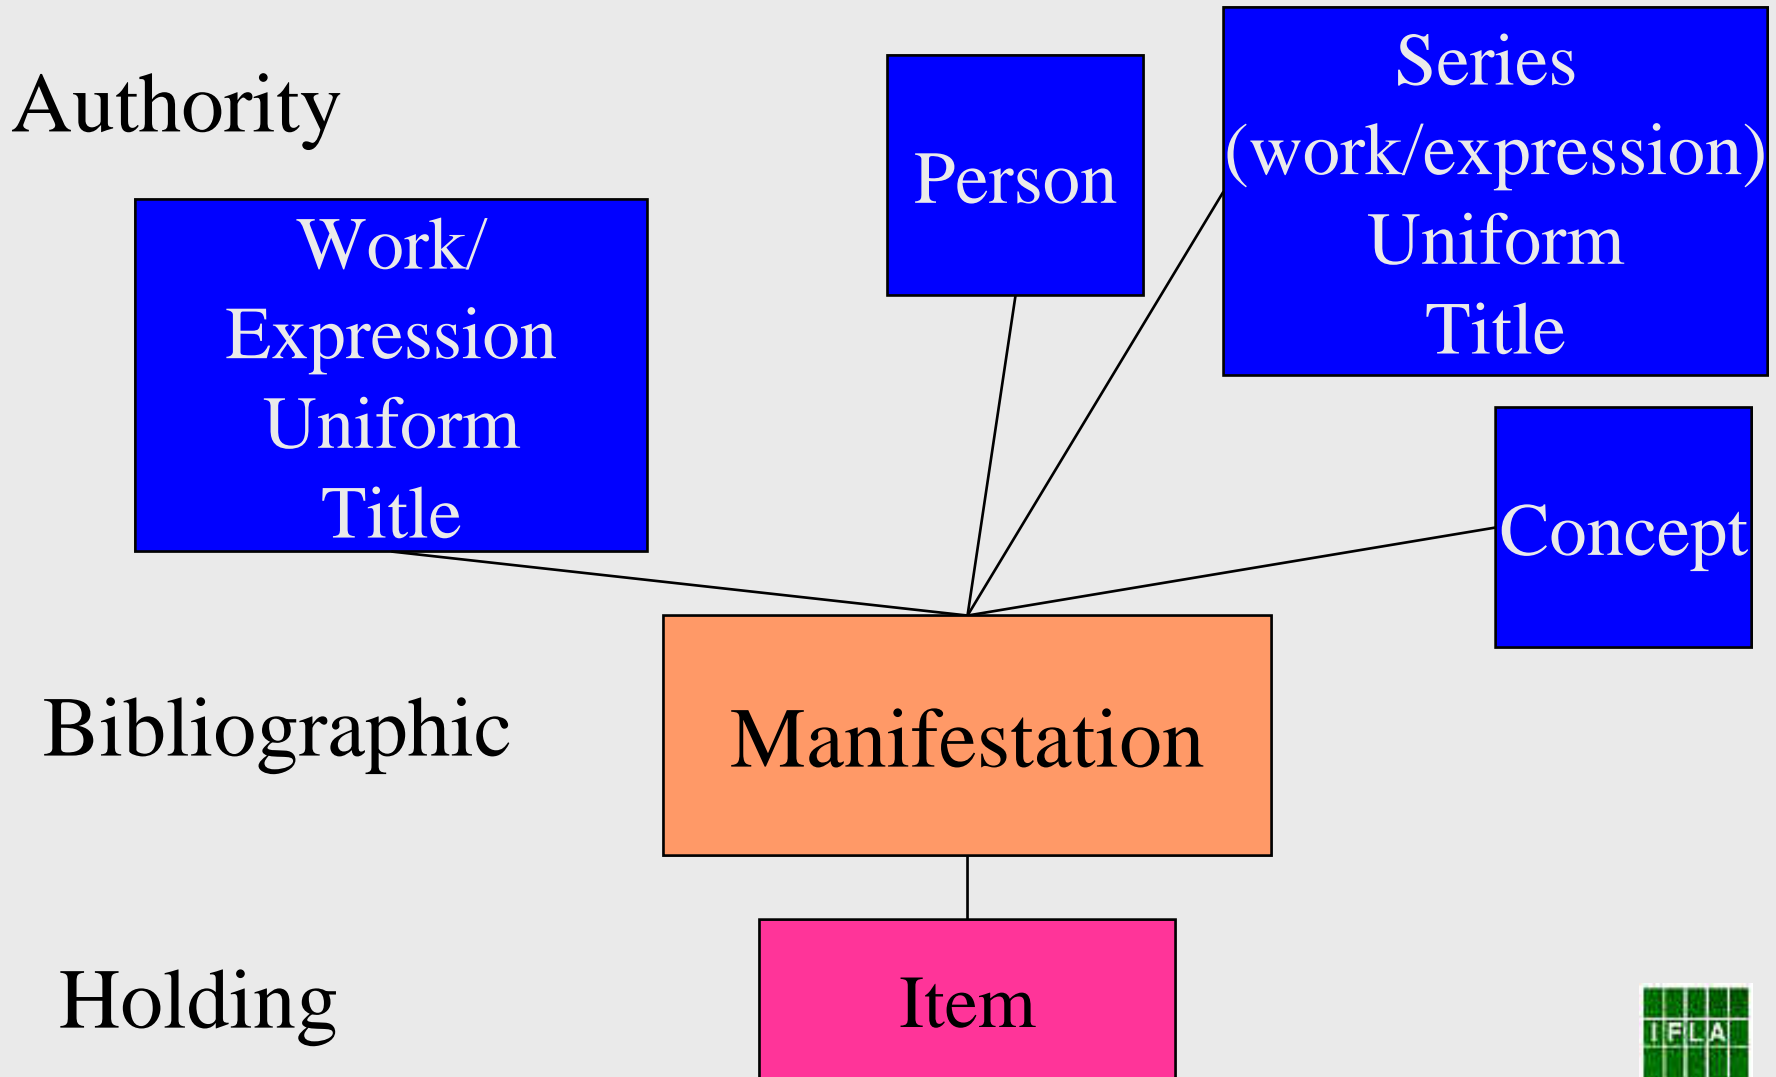 Authority
Work/
Expression
Uniform
Title
Person
Series
(work/expression)
Uniform
Title
Concept
Bibliographic
Manifestation
Holding
Item
IFLA